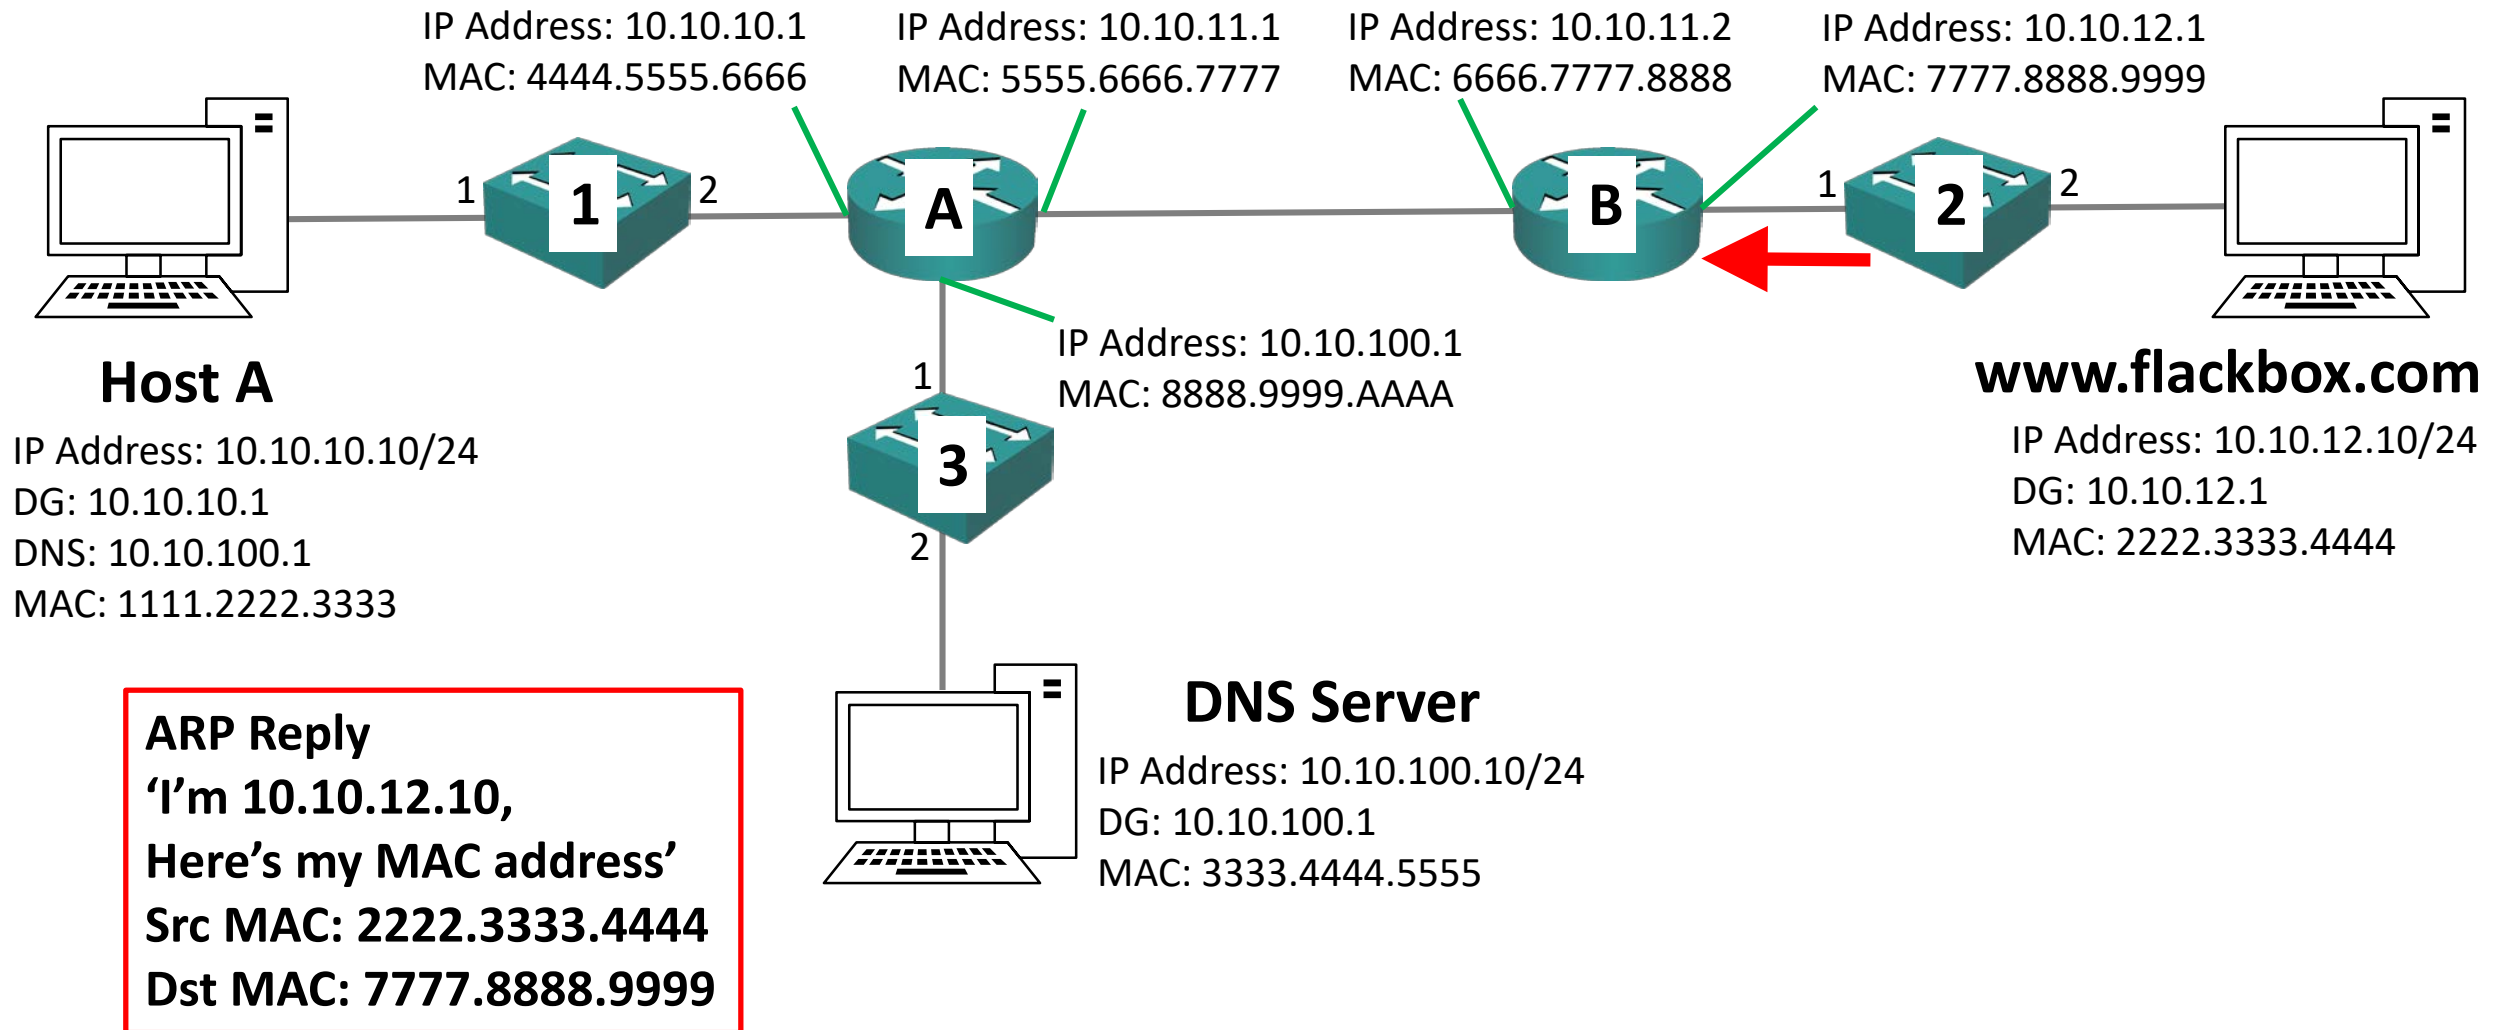 IP Address: 10.10.10.1
MAC: 4444.5555.6666
IP Address: 10.10.11.1
MAC: 5555.6666.7777
IP Address: 10.10.11.2
MAC: 6666.7777.8888
IP Address: 10.10.12.1
MAC: 7777.8888.9999
1
1
2
A
B
1
2
2
IP Address: 10.10.100.1
MAC: 8888.9999.AAAA
1
3
2
Host A
IP Address: 10.10.10.10/24
DG: 10.10.10.1
DNS: 10.10.100.1
MAC: 1111.2222.3333
www.flackbox.com
IP Address: 10.10.12.10/24
DG: 10.10.12.1
MAC: 2222.3333.4444
DNS Server
IP Address: 10.10.100.10/24
DG: 10.10.100.1
MAC: 3333.4444.5555
ARP Reply
‘I’m 10.10.12.10,
Here’s my MAC address’
Src MAC: 2222.3333.4444
Dst MAC: 7777.8888.9999